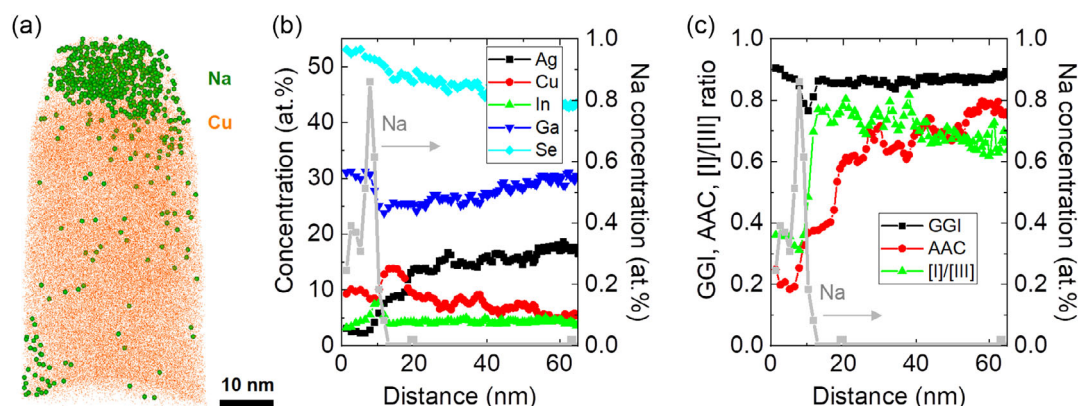 (a)
Na
Cu
10 nm
(b)
Concentration (at.%)
50
40
30
20
10
0
Ag
Cu
In
Ga
Se
Na
1.0
0.8
0.6
0.4
0.2
0.0
Na concentration (at.%)
0
20
40
60
Distance (nm)
(c)
GGI, AAC, [I]/[III] ratio
1.0
0.8
0.6
0.4
0.2
0.0
GGI
AAC
[I]/[III]
Na
1.0
0.8
0.6
0.4
0.2
0.0
Na concentration (at.%)
0
20
40
60
Distance (nm)